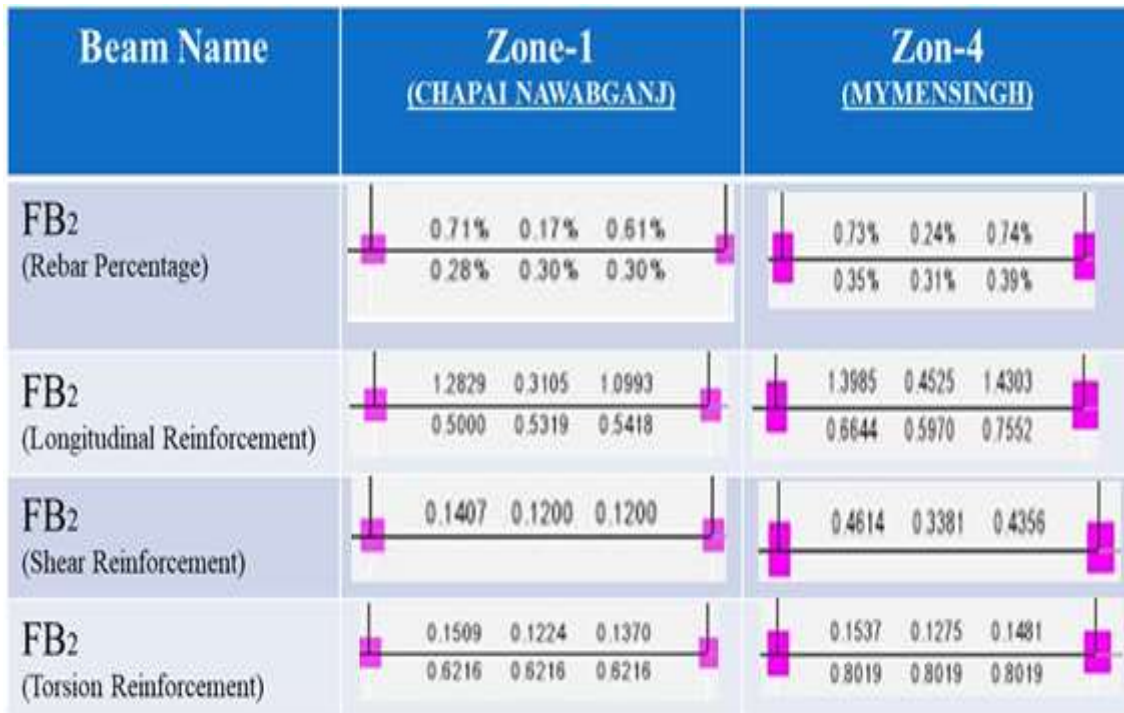 Beam Name
Zone-1
(CHAPAI NAWABGANJ)
Zon-4
(MYMENSINGH)
FB2
(Rebar Percentage)
0.71% 0.17% 0.61%
0.28% 0.30% 0.30%
0.73% 0.24% 0.74%
0.35% 0.31% 0.39%
FB2
(Longitudinal Reinforcement)
1.2829 0.3105 1.0993
0.5000 0.5319 0.5418
1.3985 0.4525 1.4303
0.6644 0.5970 0.7552
FB2
(Shear Reinforcement)
0.1407 0.1200 0.1200
0.4614 0.3381 0.4356
FB2
(Torsion Reinforcement)
0.1509 0.1224 0.1370
0.6216 0.6216 0.6216
0.1537 0.1275 0.1481
0.8019 0.8019 0.8019